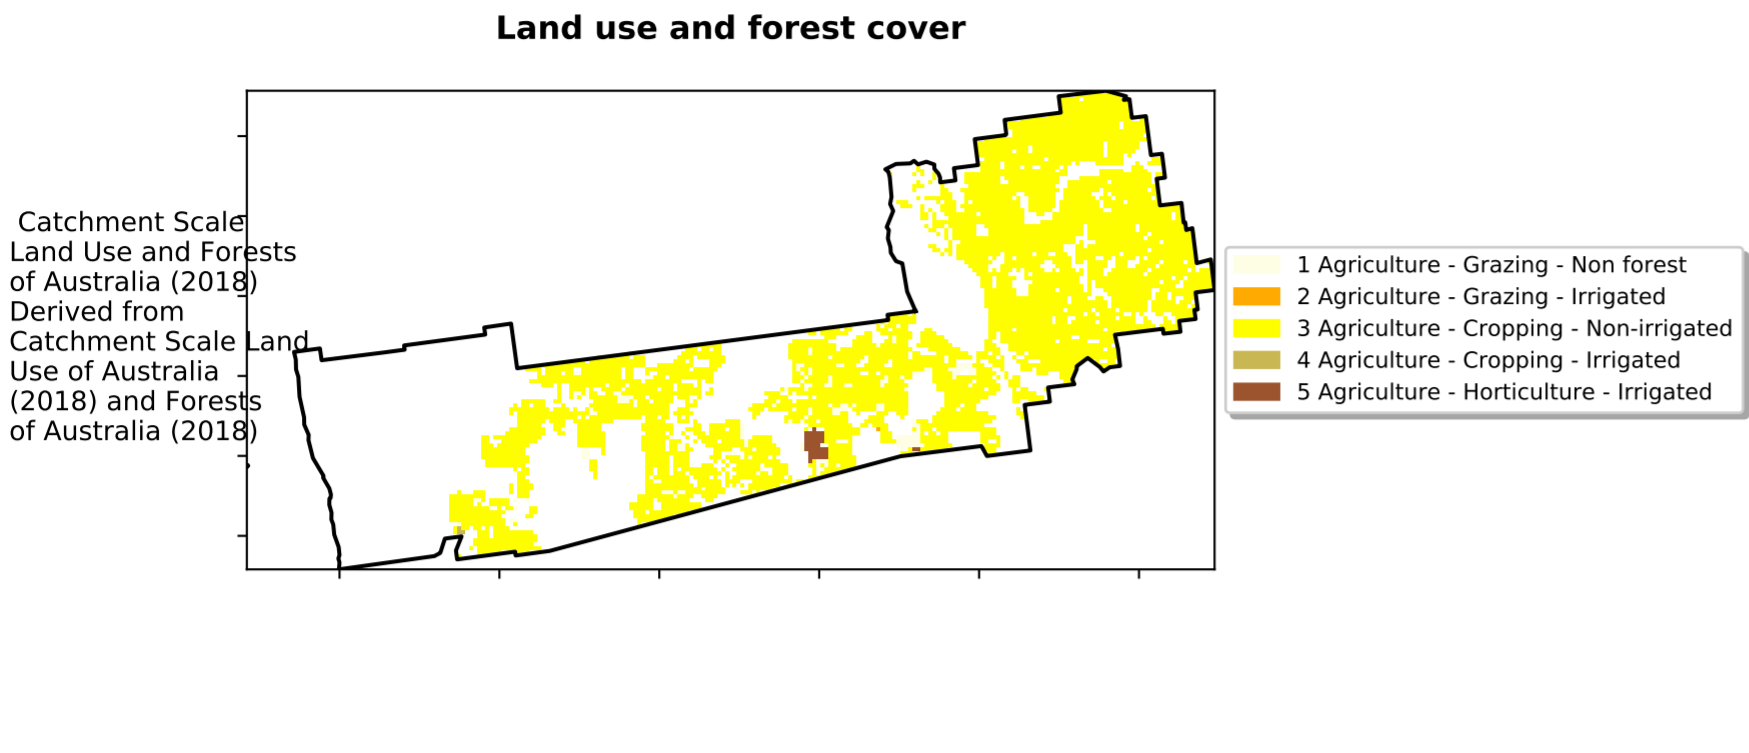 Land use and forest cover
Catchment Scale
Land Use and Forests
of Australia (2018)
Derived from
Catchment Scale Land
Use of Australia
(2018) and Forests
of Australia (2018)
1 Agriculture - Grazing - Non forest
2 Agriculture - Grazing - Irrigated
3 Agriculture - Cropping - Non-irrigated
4 Agriculture - Cropping - Irrigated
5 Agriculture - Horticulture - Irrigated